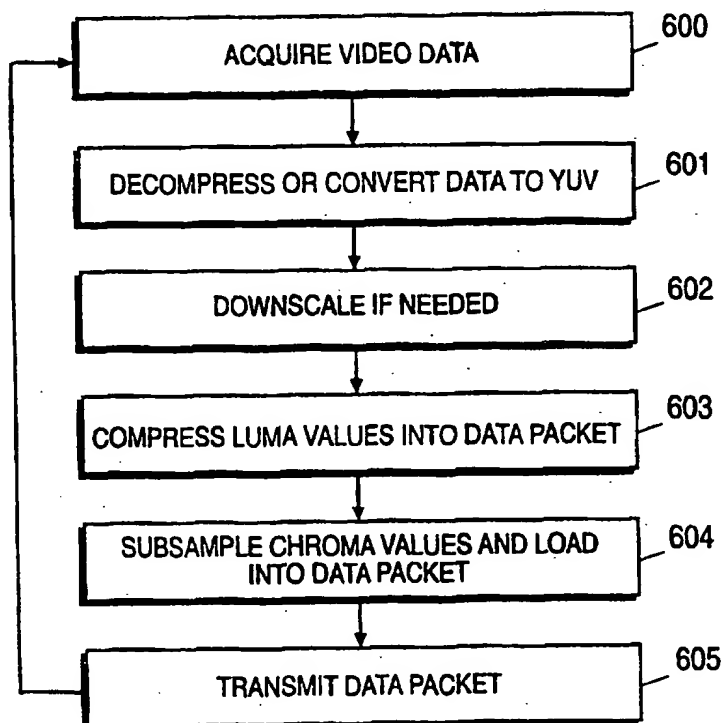 ACQUIRE VIDEO DATA
600
DECOMPRESS OR CONVERT DATA TO YUV
601
DOWNSCALE IF NEEDED
602
COMPRESS LUMA VALUES INTO DATA PACKET
603
SUBSAMPLE CHROMA VALUES AND LOAD
INTO DATA PACKET
604
TRANSMIT DATA PACKET
605